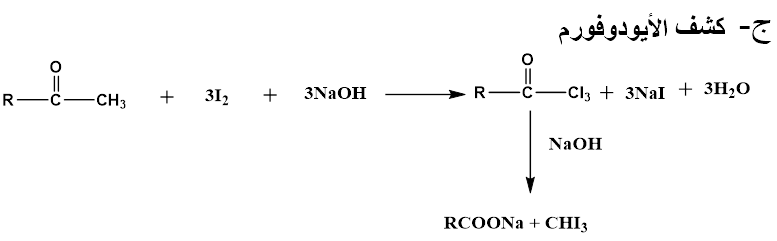 ج- كشف الأيودوفورم
O O
R—C—CH₃ + 3I₂ + 3NaOH → R—C—CI₃ + 3NaI + 3H₂O
NaOH
RCOONa + CHI₃